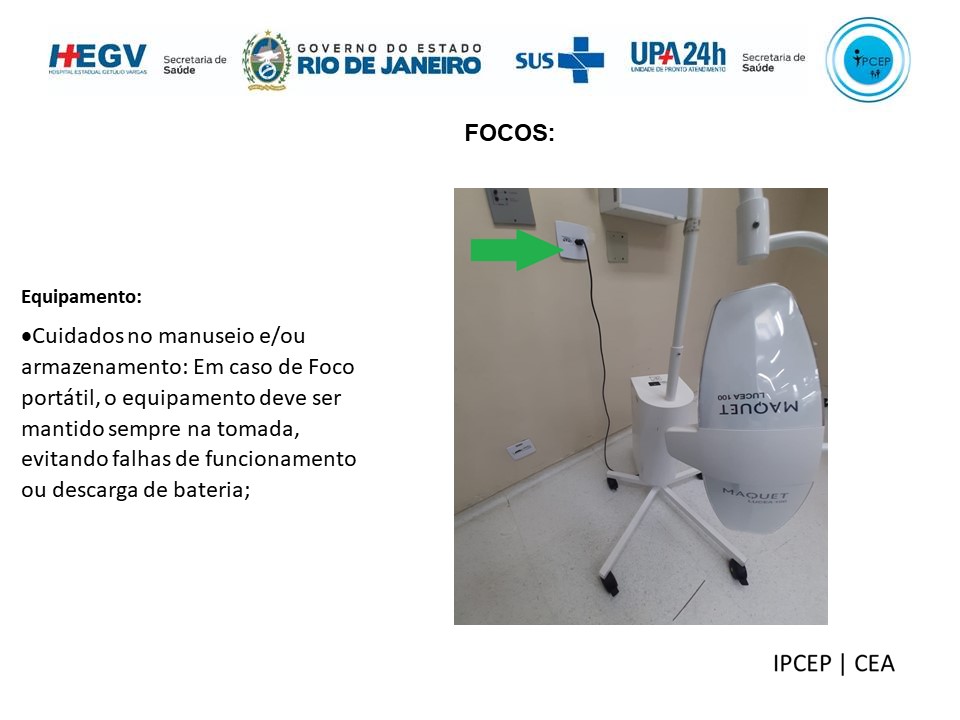 HEGV
HOSPITAL ESTADUAL GETULIO VARGAS
Secretaria de
Saúde
GOVERNO DO ESTADO
RIO DE JANEIRO
SUS
UPA24h
UNIDADE DE PRONTO ATENDIMENTO
Secretaria de
Saúde
IPCEP
FOCOS:
Equipamento:
•Cuidados no manuseio e/ou
armazenamento: Em caso de Foco
portátil, o equipamento deve ser
mantido sempre na tomada,
evitando falhas de funcionamento
ou descarga de bateria;
MAQUET
LUCEA 100
MAQUET
LUCEA 100
IPCEP | CEA